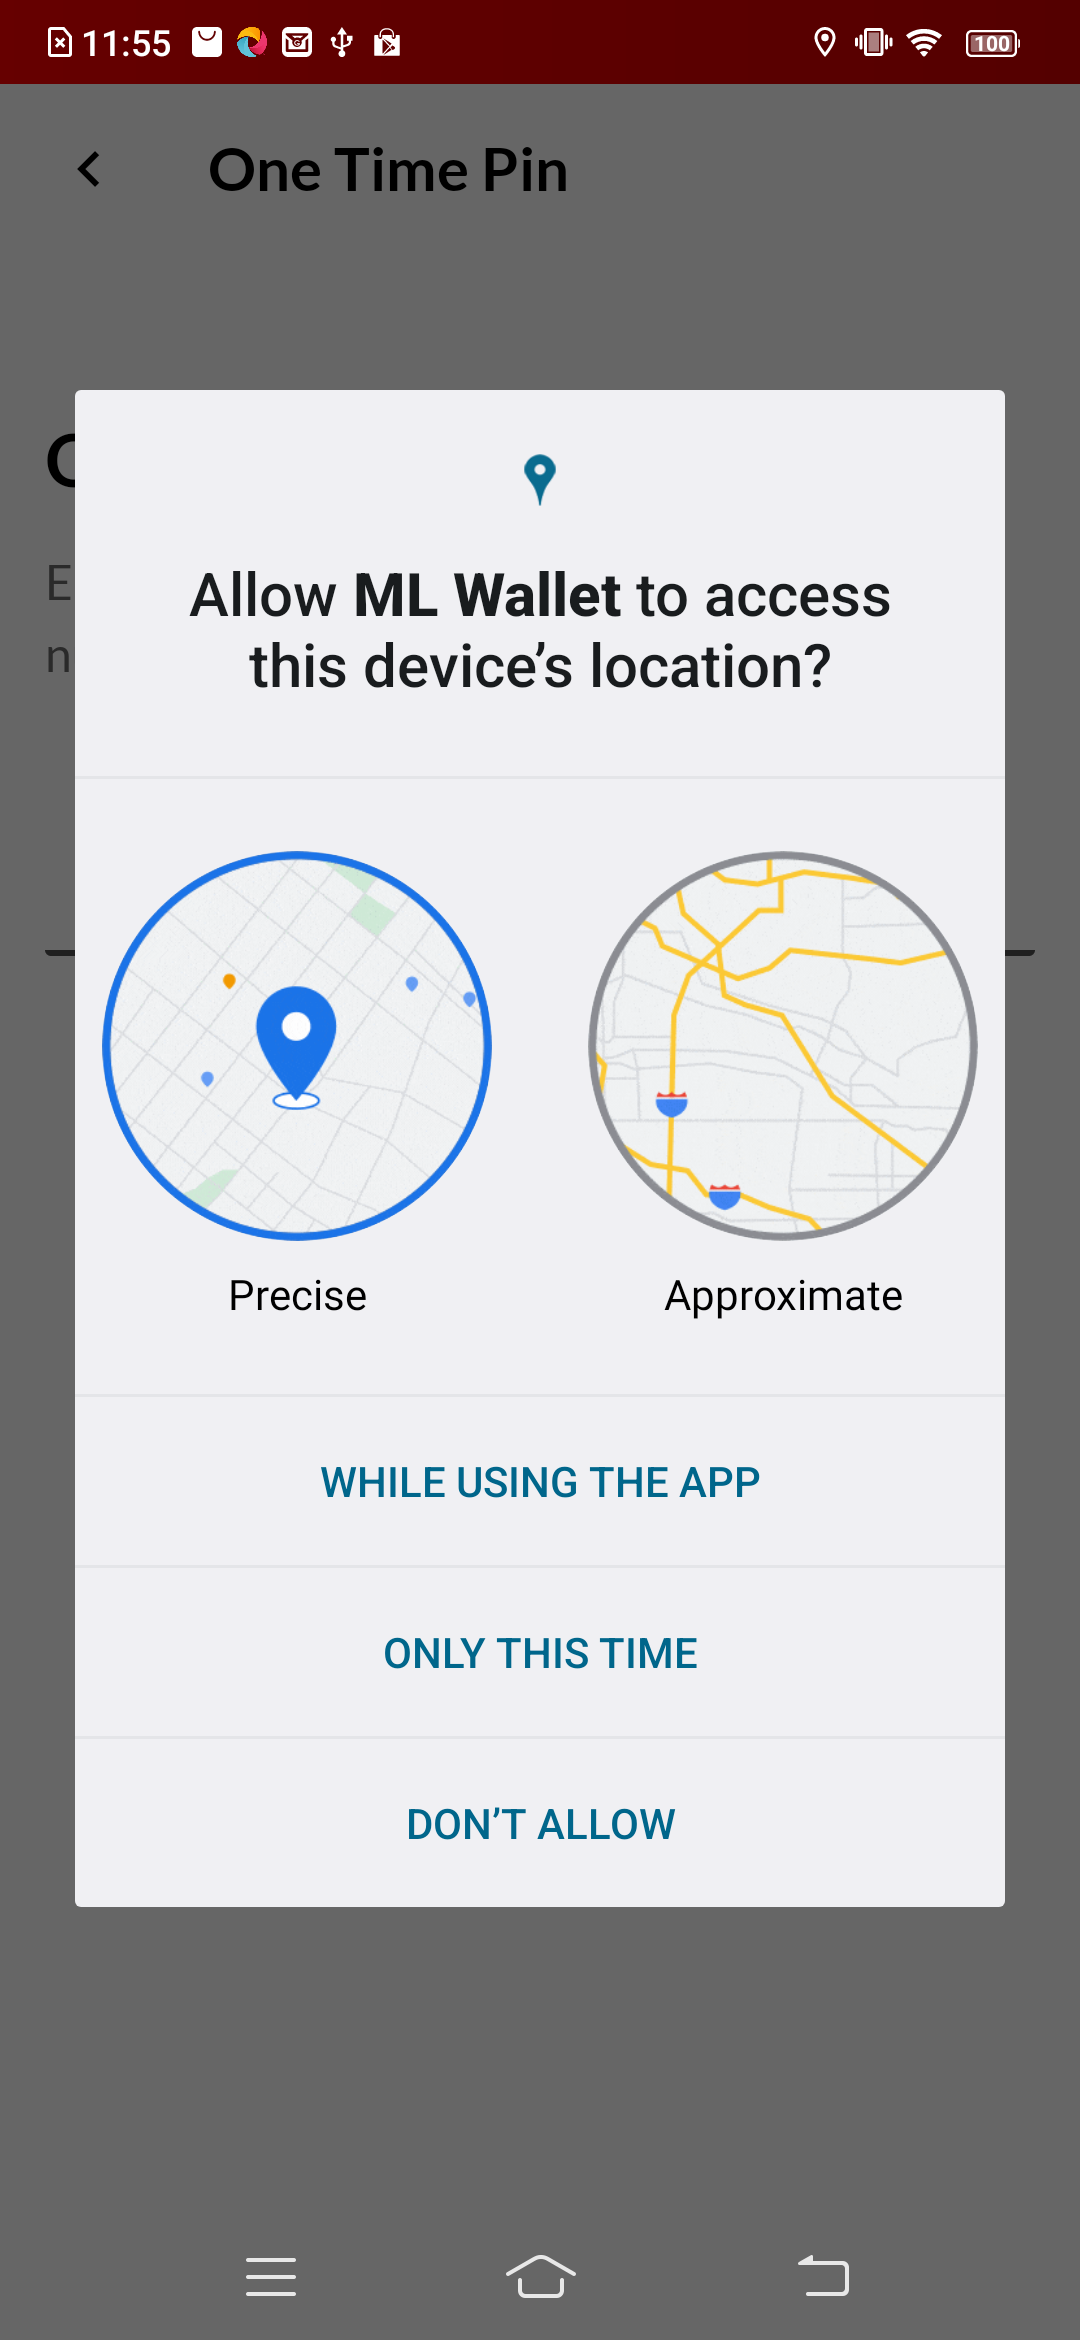 11:55
100
One Time Pin
Allow ML Wallet to access
this device’s location?
Precise
Approximate
WHILE USING THE APP
ONLY THIS TIME
DON’T ALLOW